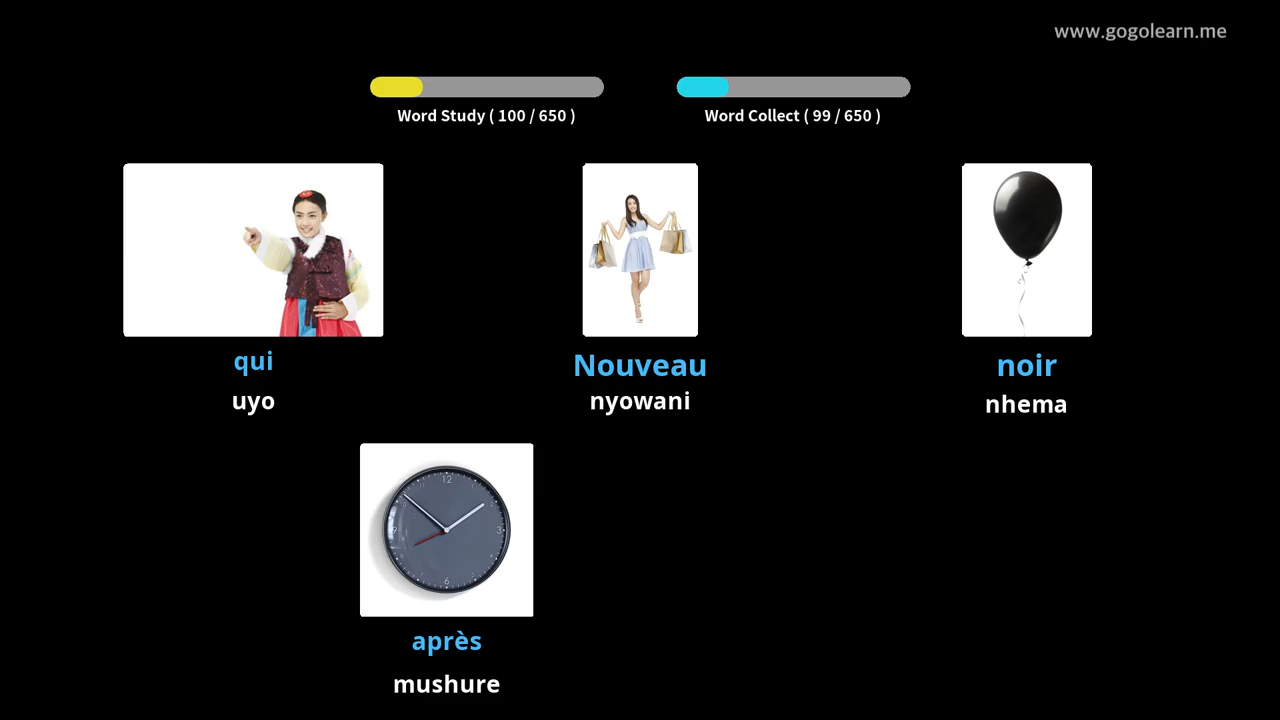 www.gogolearn.me
Word Study ( 100 / 650 )
Word Collect ( 99 / 650 )
qui
uyo
Nouveau
nyowani
noir
nhema
après
mushure